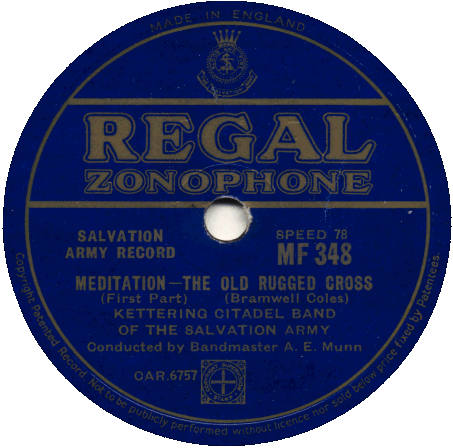 MADE IN ENGLAND
REGAL
ZONOPHONE
SALVATION
ARMY RECORD
SPEED 78
MF 348
MEDITATION—THE OLD RUGGED CROSS
(First Part) (Bramwell Coles)
KETTERING CITADEL BAND
OF THE SALVATION ARMY
Conducted by Bandmaster A. E. Munn
CAR.6757
Copyright Patented Record. Not to be publicly performed without licence nor sold below price fixed by Patentees.